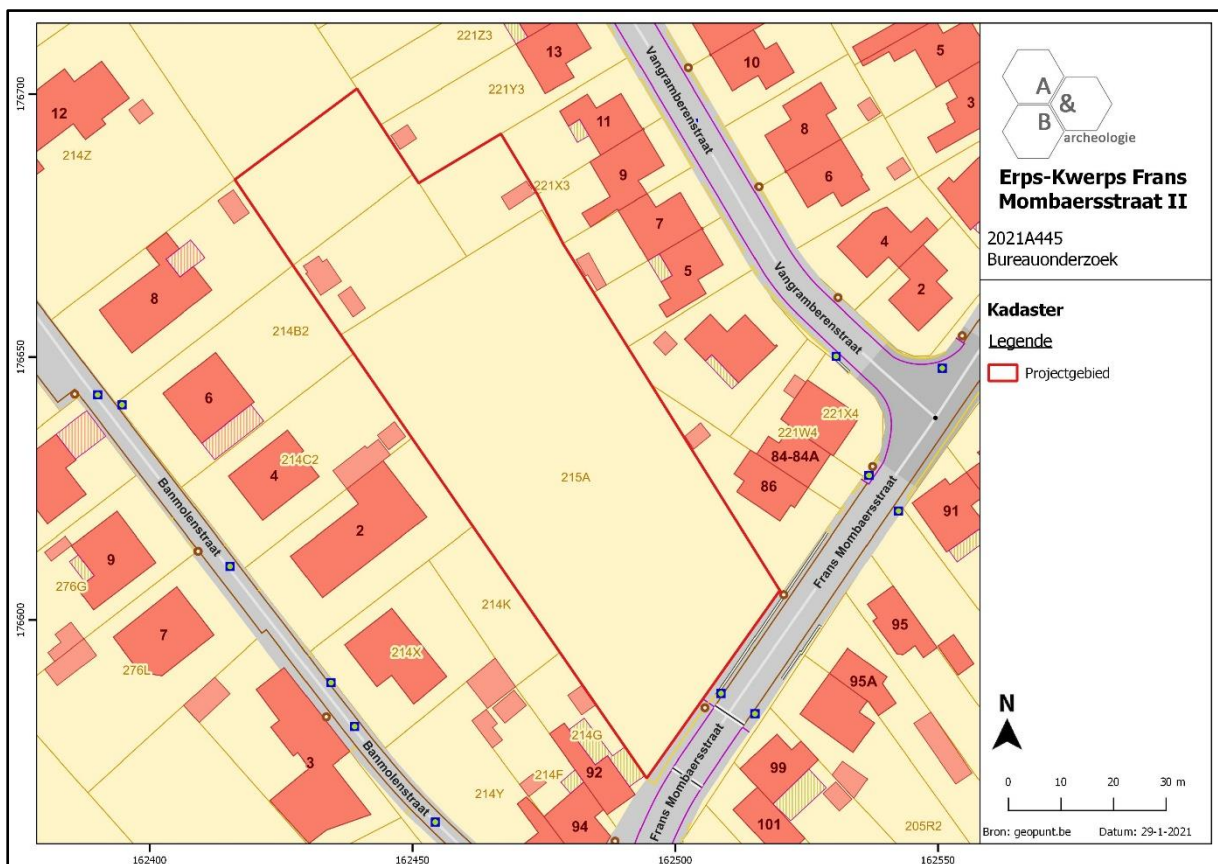 221Z3
13
10
5
12
221Y3
3
214Z
11
8
9
6
221X3
7
4
5
2
8
214B2
6
221X4
221W4
84-84A
214C2
4
215A
86
91
2
9
276G
214K
95
7
214X
276L
95A
214G
3
92
214F
99
214Y
94
101
205R2
Vangramberenstraat
Vangramberenstraat
Banmolenstraat
Banmolenstraat
Frans Mombaersstraat
Frans Mombaersstraat
176700
176650
176600
162400
162450
162500
162550
A
&
B
archeologie
Erps-Kwerps Frans
Mombaersstraat II
2021A445
Bureauonderzoek
Kadaster
Legende
Projectgebied
N
0 10 20 30 m
Bron: geopunt.be Datum: 29-1-2021